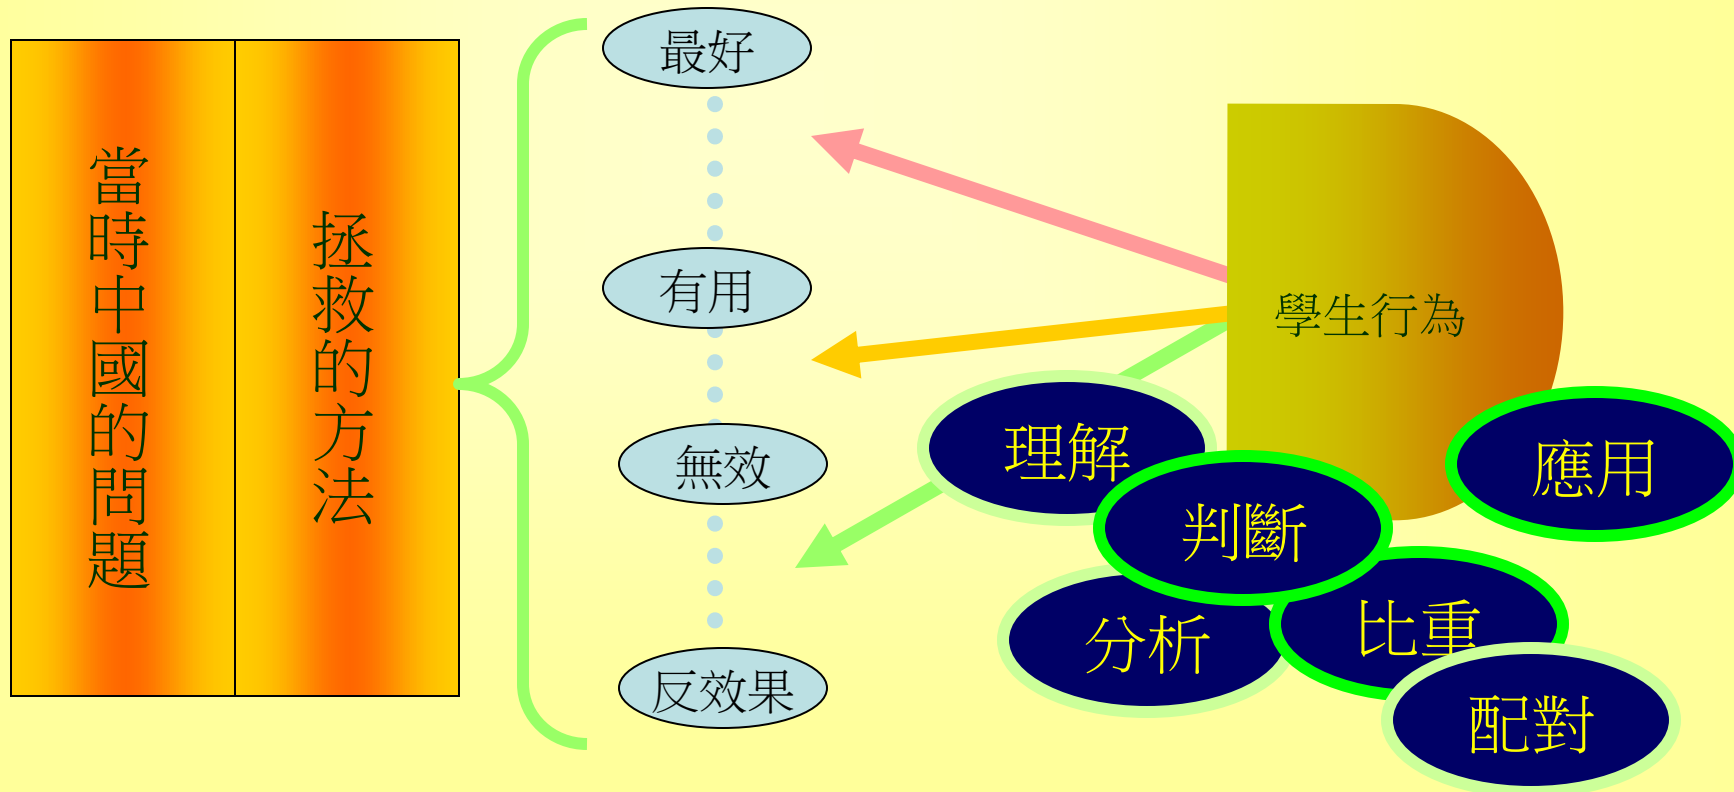 當時中國的問題
拯救的方法
最好
有用
無效
反效果
學生行為
理解
判斷
應用
分析
比重
配對